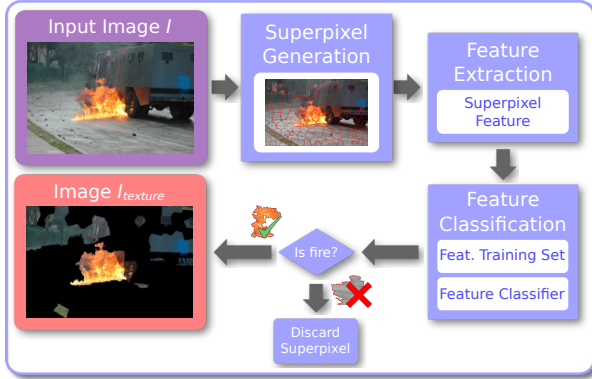 Input Image I
Superpixel
Generation
Feature
Extraction
Superpixel
Feature
Image I_texture
Is fire?
Feature
Classification
Feat. Training Set
Feature Classifier
Discard
Superpixel